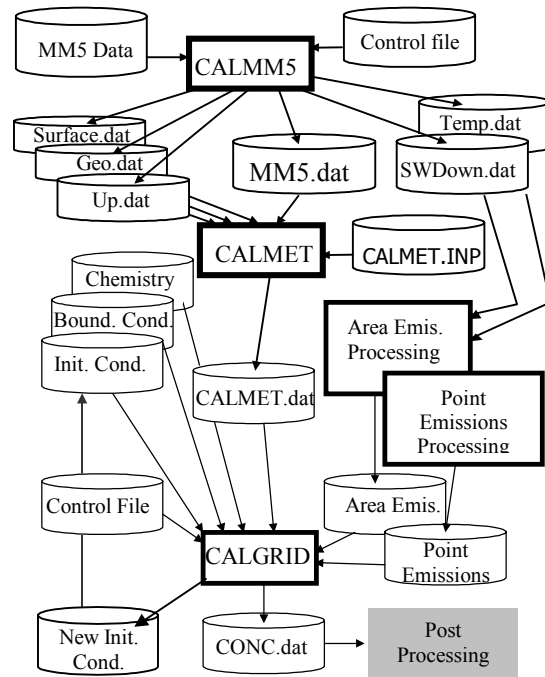 MM5 Data
CALMM5
Control file
Surface.dat
Geo.dat
Up.dat
MM5.dat
Temp.dat
SWDown.dat
CALMET
CALMET.INP
Chemistry
Bound. Cond.
Init. Cond.
CALMET.dat
Area Emis.
Processing
Point
Emissions
Processing
Control File
Area Emis.
CALGRID
Point
Emissions
New Init.
Cond.
CONC.dat
Post
Processing